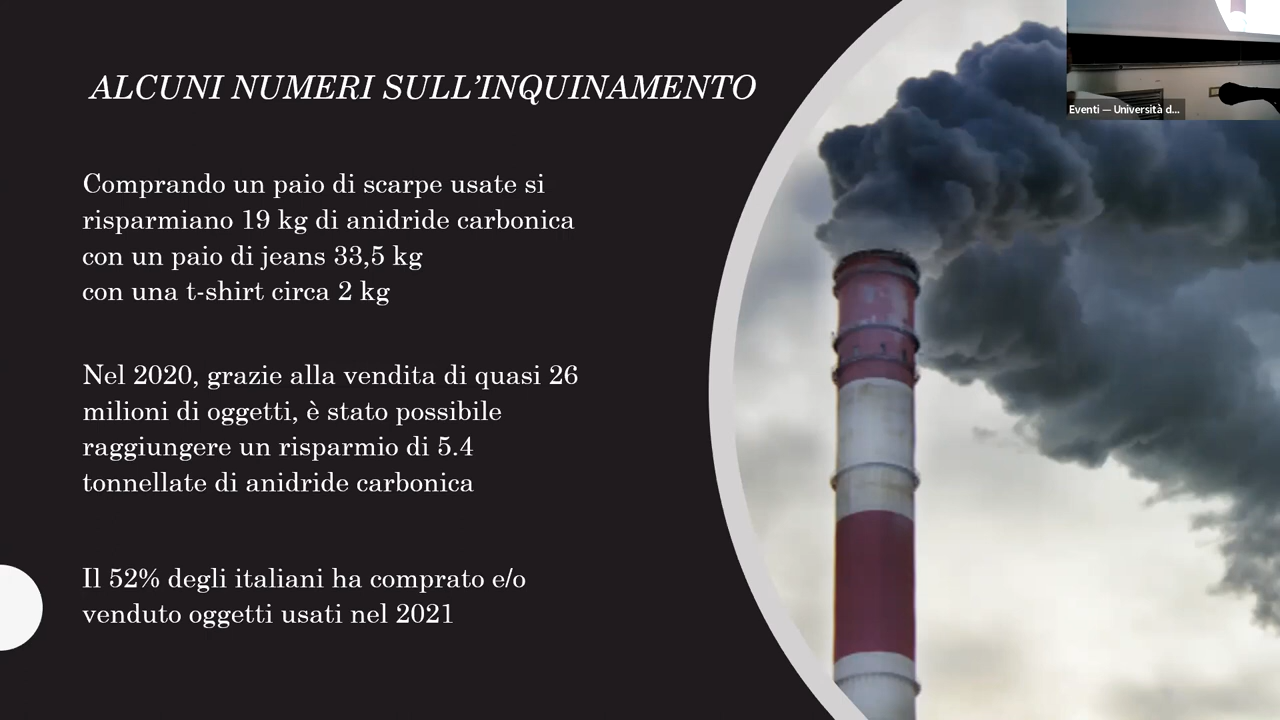 ALCUNI NUMERI SULL'INQUINAMENTO
Comprando un paio di scarpe usate si
risparmiano 19 kg di anidride carbonica
con un paio di jeans 33,5 kg
con una t-shirt circa 2 kg
Nel 2020, grazie alla vendita di quasi 26
milioni di oggetti, è stato possibile
raggiungere un risparmio di 5.4
tonnellate di anidride carbonica
Il 52% degli italiani ha comprato e/o
venduto oggetti usati nel 2021
Eventi — Università d...